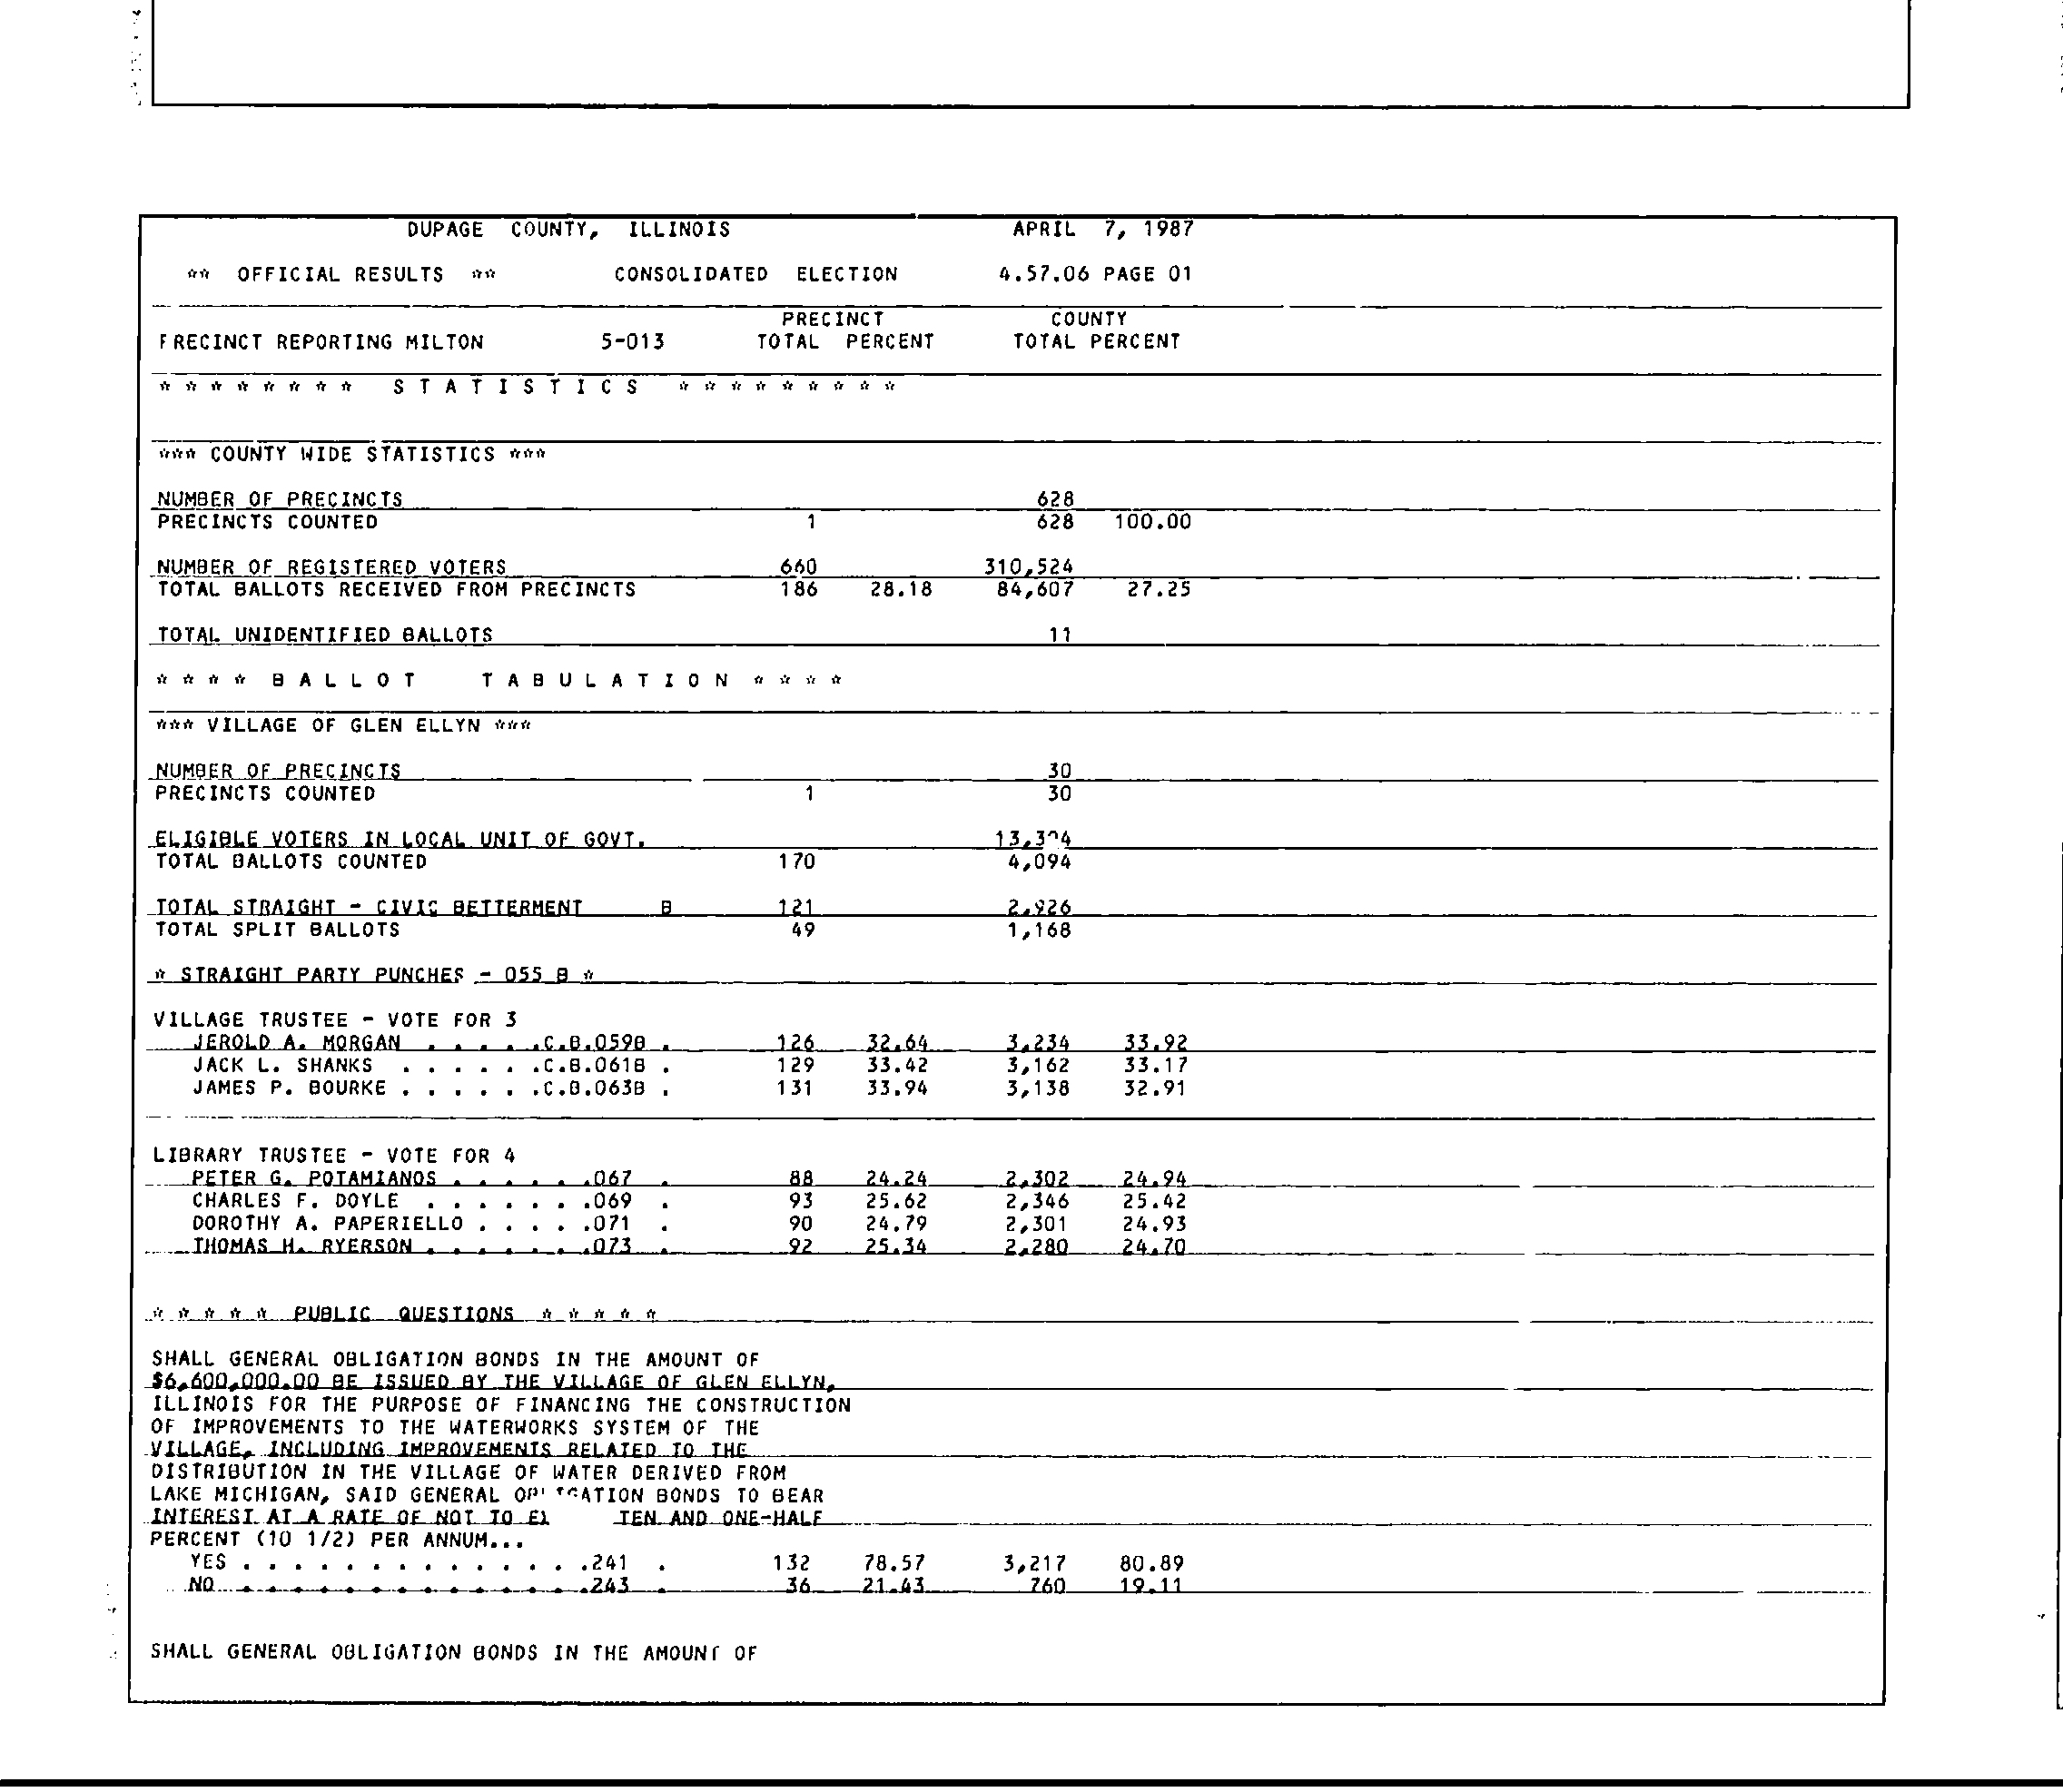 DUPAGE COUNTY, ILLINOIS APRIL 7, 1987
** OFFICIAL RESULTS ** CONSOLIDATED ELECTION 4.57.06 PAGE 01
PRECINCT COUNTY
PRECINCT REPORTING MILTON 5-013 TOTAL PERCENT TOTAL PERCENT
* * * * * * * * S T A T I S T I C S * * * * * * * * *
*** COUNTY WIDE STATISTICS ***
NUMBER OF PRECINCTS 628
PRECINCTS COUNTED 1 628 100.00
NUMBER OF REGISTERED VOTERS 660 310,524
TOTAL BALLOTS RECEIVED FROM PRECINCTS 186 28.18 84,607 27.25
TOTAL UNIDENTIFIED BALLOTS 11
* * * * B A L L O T T A B U L A T I O N * * * *
*** VILLAGE OF GLEN ELLYN ***
NUMBER OF PRECINCTS 30
PRECINCTS COUNTED 1 30
ELIGIBLE VOTERS IN LOCAL UNIT OF GOVT.
TOTAL BALLOTS COUNTED 170 4,094
TOTAL STRAIGHT - CIVIC BETTERMENT B 121 2,926
TOTAL SPLIT BALLOTS 49 1,168
* STRAIGHT PARTY PUNCHES - 055 B *
VILLAGE TRUSTEE - VOTE FOR 3
JEROLD A. MORGAN . . . . .C.B.059B . 126 32.64 3,234 33.92
JACK L. SHANKS . . . . . .C.B.061B . 129 33.42 3,162 33.17
JAMES P. BOURKE . . . . . .C.B.063B . 131 33.94 3,138 32.91
LIBRARY TRUSTEE - VOTE FOR 4
PETER G. POTAMIANOS . . . . . .067 . 88 24.24 2,302 24.94
CHARLES F. DOYLE . . . . . . .069 . 93 25.62 2,346 25.42
DOROTHY A. PAPERIELLO . . . . .071 . 90 24.79 2,301 24.93
THOMAS H. RYERSON . . . . . . .073 . 92 25.34 2,280 24.70
* * * * * PUBLIC QUESTIONS * * * * *
SHALL GENERAL OBLIGATION BONDS IN THE AMOUNT OF
$6,600,000.00 BE ISSUED BY THE VILLAGE OF GLEN ELLYN,
ILLINOIS FOR THE PURPOSE OF FINANCING THE CONSTRUCTION
OF IMPROVEMENTS TO THE WATERWORKS SYSTEM OF THE
VILLAGE, INCLUDING IMPROVEMENTS RELATED TO THE
DISTRIBUTION IN THE VILLAGE OF WATER DERIVED FROM
LAKE MICHIGAN, SAID GENERAL OBLIGATION BONDS TO BEAR
INTEREST AT A RATE OF NOT TO TEN AND ONE-HALF
PERCENT (10 1/2) PER ANNUM...
YES . . . . . . . . . . . . . .241 . 132 78.57 3,217 80.89
NO . . . . . . . . . . . . . .243 . 36 21.43 760 19.11
SHALL GENERAL OBLIGATION BONDS IN THE AMOUNT OF